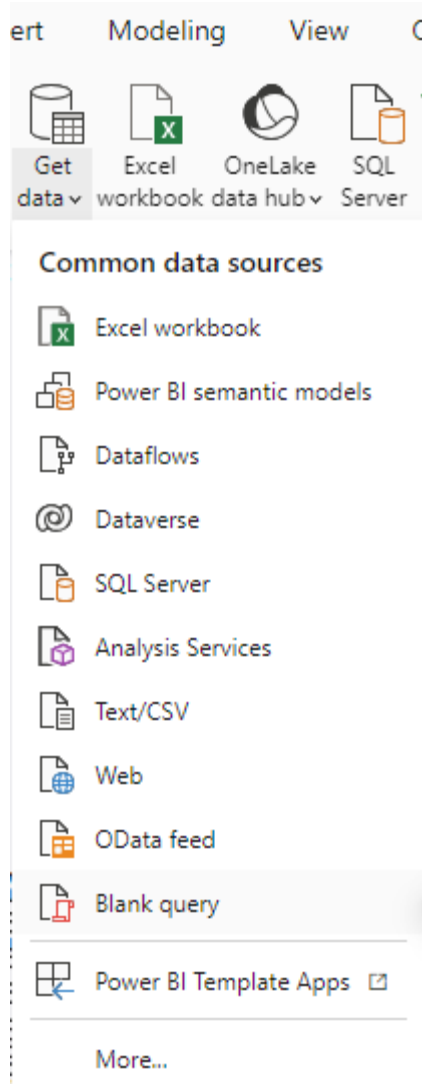 ert Modeling View
Get Excel OneLake SQL
data workbook data hub Server
Common data sources
Excel workbook
Power BI semantic models
Dataflows
Dataverse
SQL Server
Analysis Services
Text/CSV
Web
OData feed
Blank query
Power BI Template Apps
More...